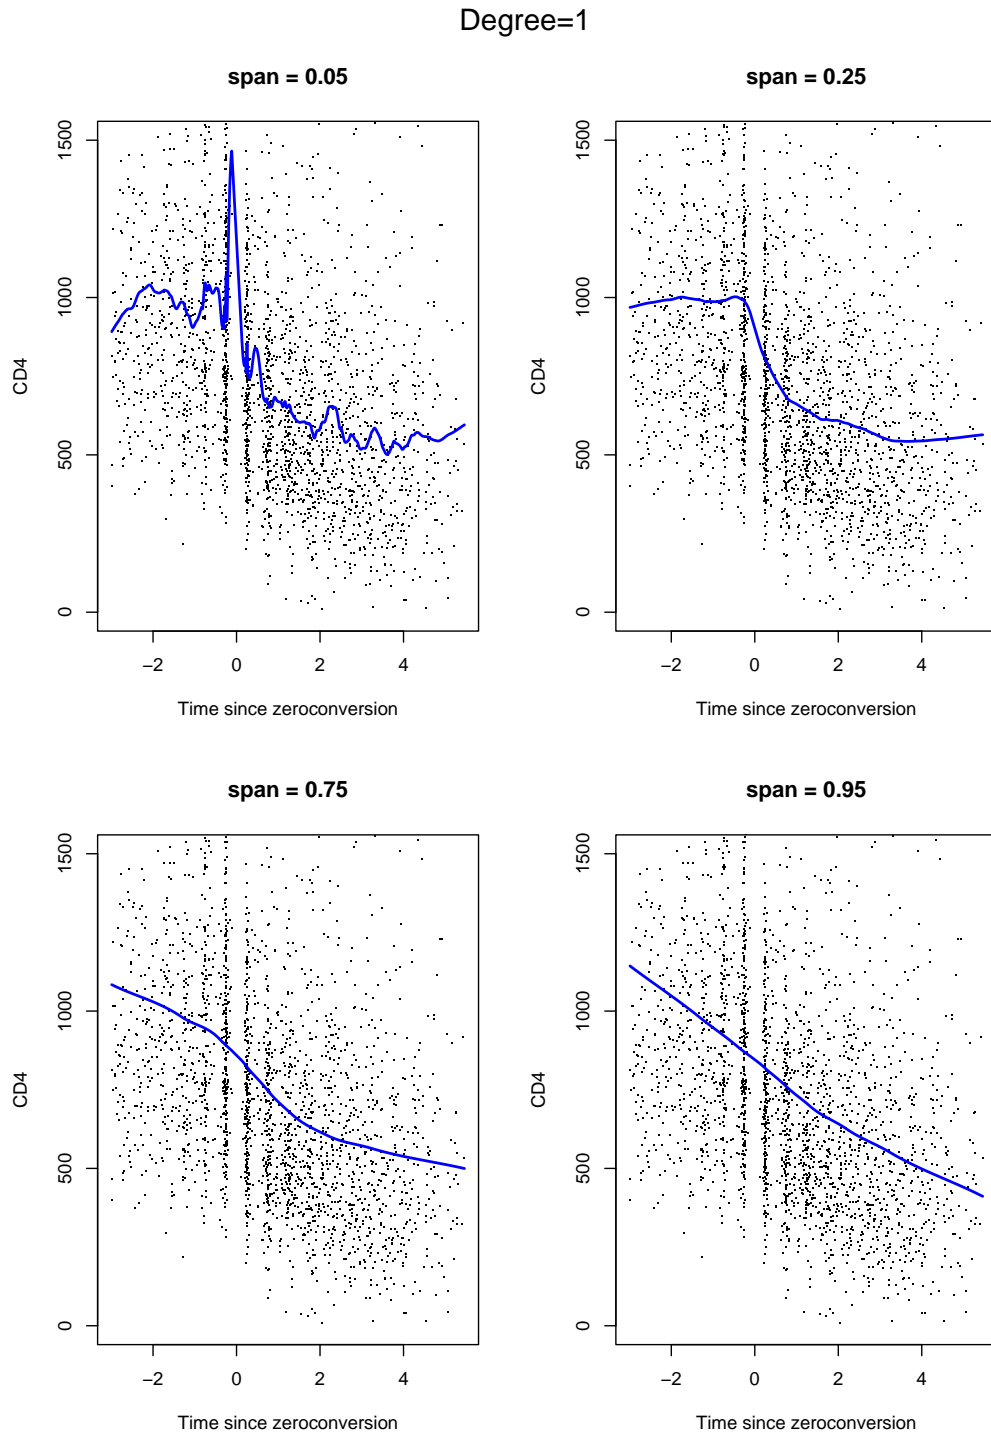 Degree=1
span = 0.05
1500
1000
500
0
CD4
−2 0 2 4
Time since zeroconversion
span = 0.25
1500
1000
500
0
CD4
−2 0 2 4
Time since zeroconversion
span = 0.75
1500
1000
500
0
CD4
−2 0 2 4
Time since zeroconversion
span = 0.95
1500
1000
500
0
CD4
−2 0 2 4
Time since zeroconversion